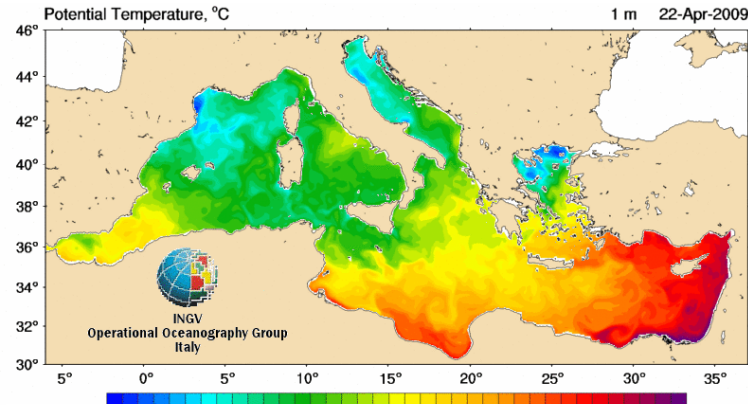 Potential Temperature, °C 1 m 22-Apr-2009
46°
44°
42°
40°
38°
36°
34°
32°
30°
INGV
Operational Oceanography Group
Italy
5° 0° 5° 10° 15° 20° 25° 30° 35°